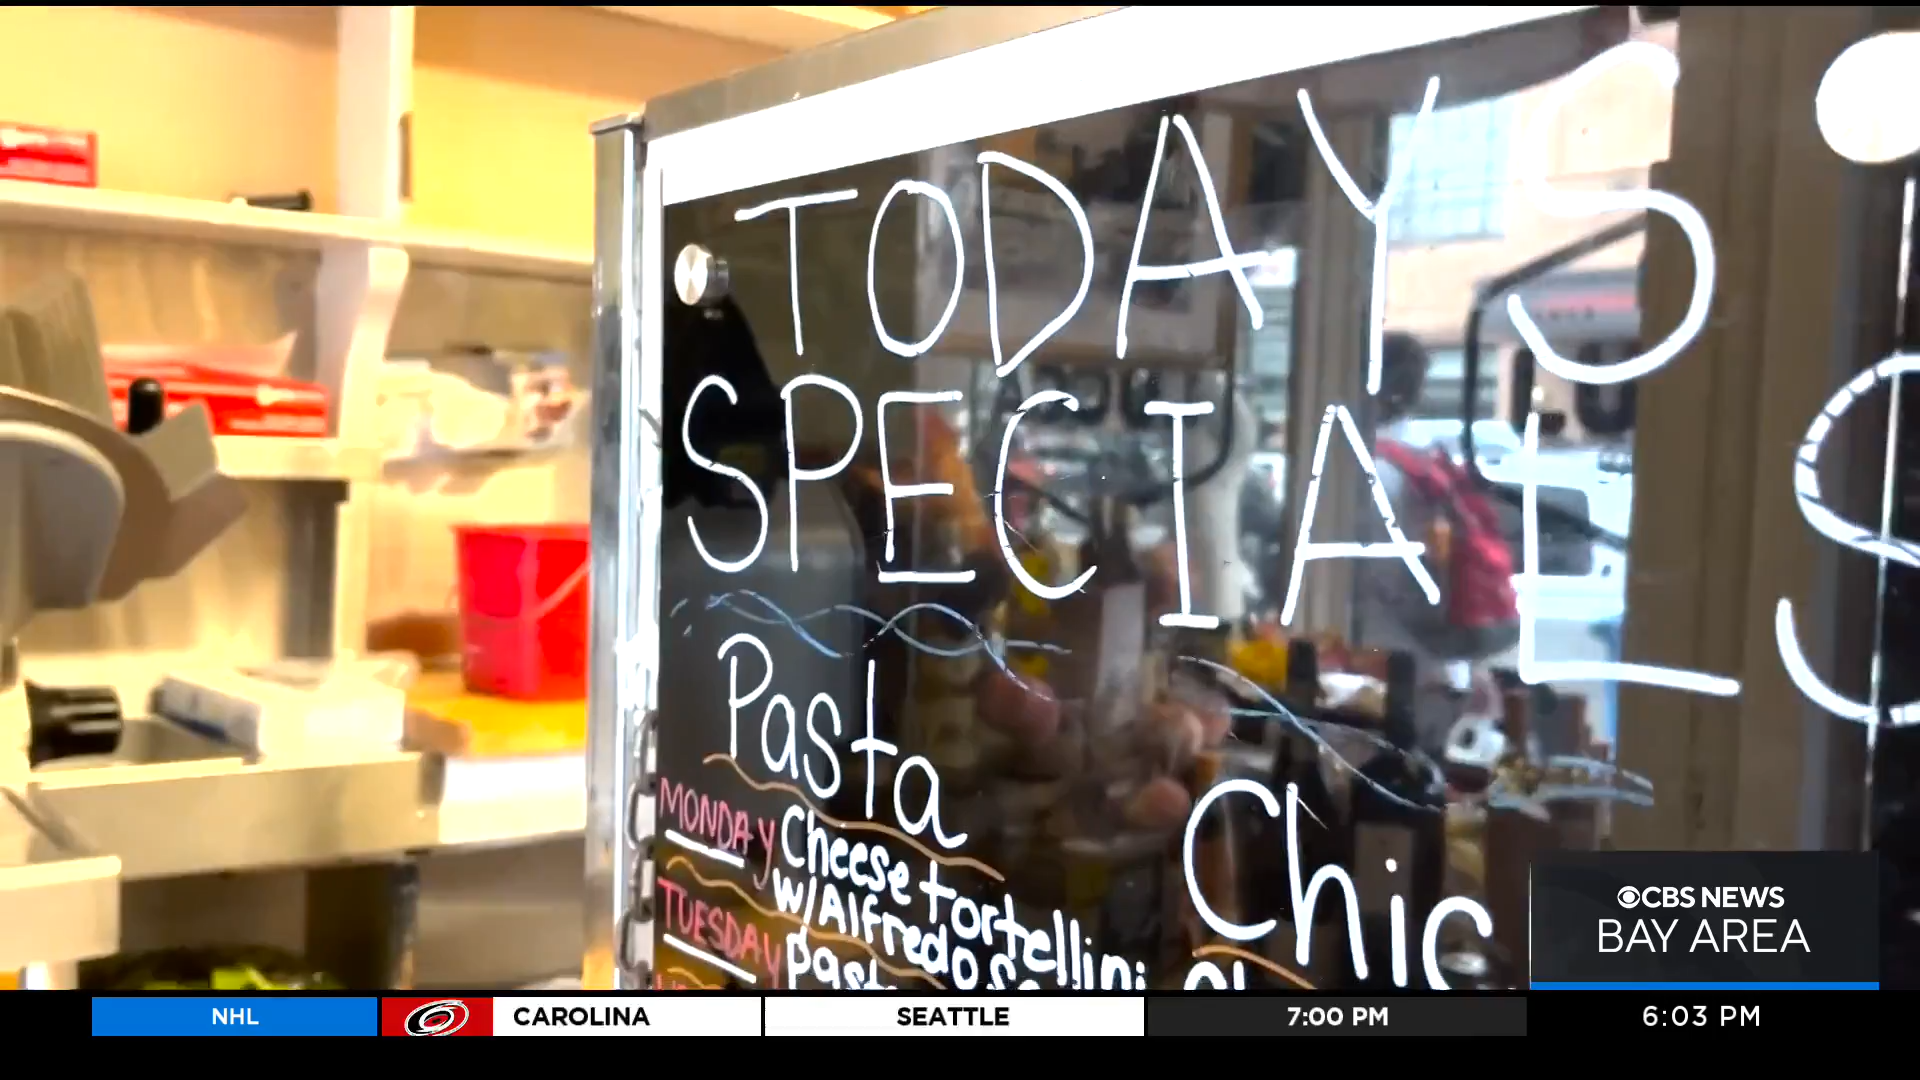 TODAYS
SPECIALS
Pasta
MONDAY Cheese tortellini
w/Alfredo
TUESDAY
Chic
CBS NEWS
BAY AREA
NHL CAROLINA SEATTLE 7:00 PM 6:03 PM